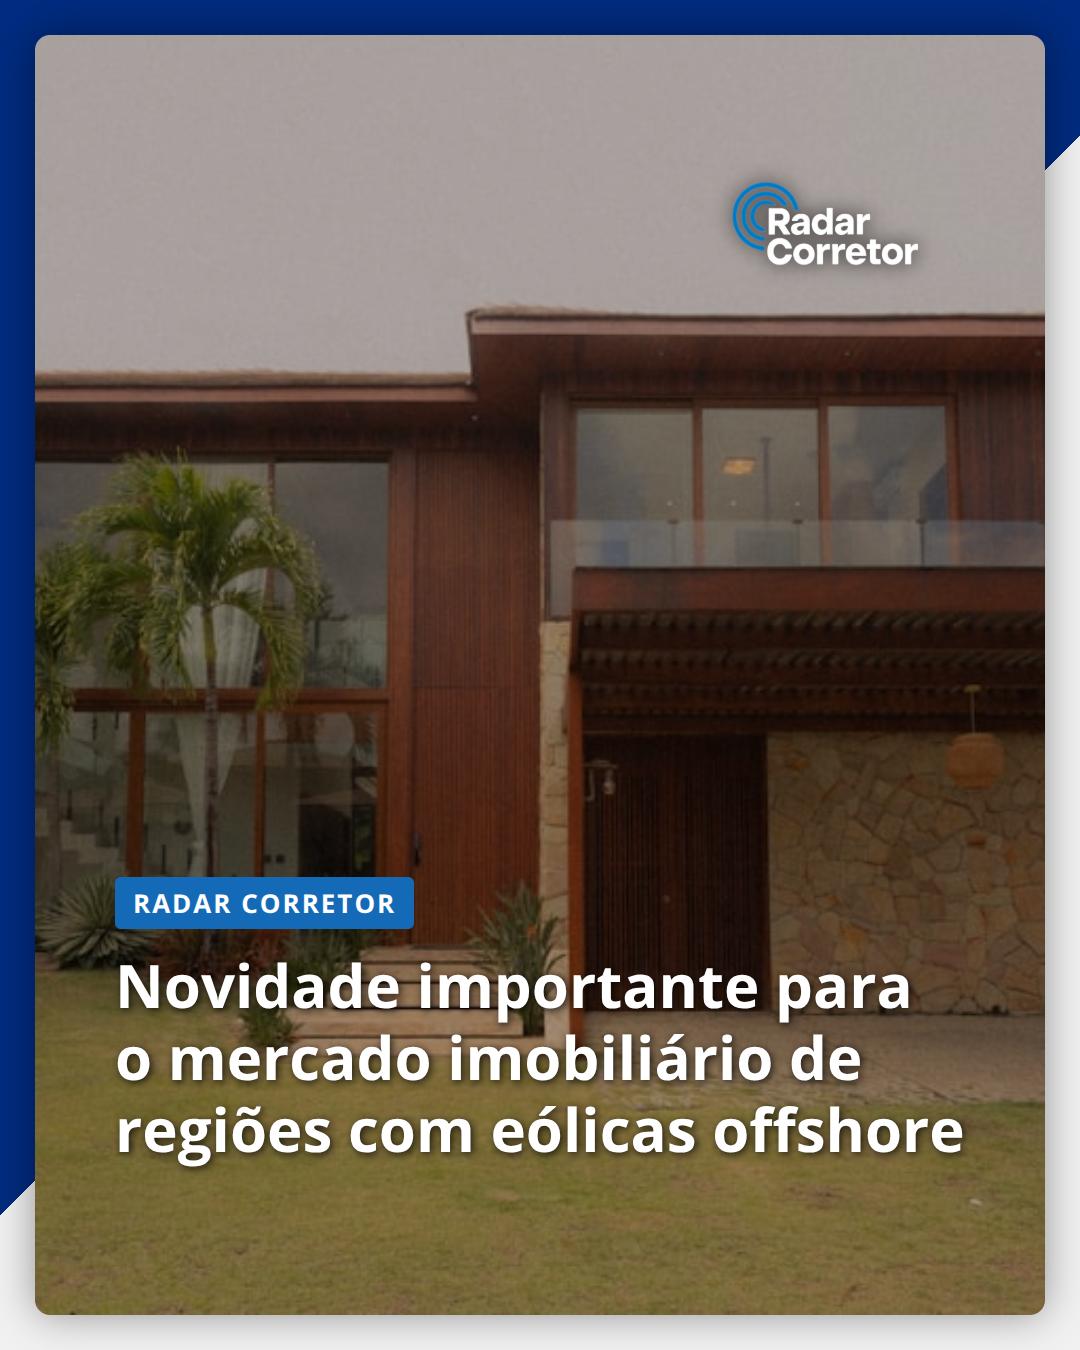 Radar
Corretor
RADAR CORRETOR
Novidade importante para
o mercado imobiliário de
regiões com eólicas offshore